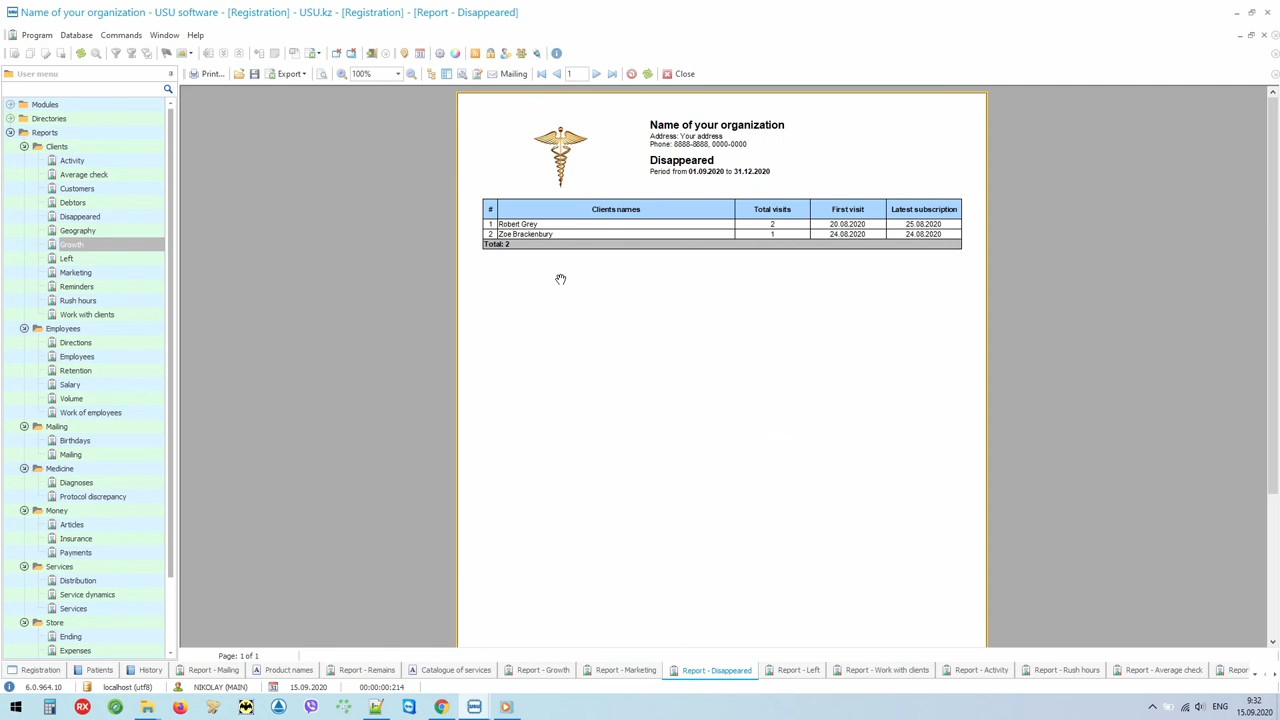 Name of your organization - USU software - [Registration] - USU.kz - [Registration] - [Report - Disappeared]
Program Database Commands Window Help
User menu
Print... Export 100% Mailing 1 Close
Modules
Directories
Reports
Clients
Activity
Average check
Customers
Debtors
Disappeared
Geography
Growth
Left
Marketing
Reminders
Rush hours
Work with clients
Employees
Directions
Employees
Retention
Salary
Volume
Work of employees
Mailing
Birthdays
Mailing
Medicine
Diagnoses
Protocol discrepancy
Money
Articles
Insurance
Payments
Services
Distribution
Service dynamics
Services
Store
Ending
Expenses
Name of your organization
Address: Your address
Phone: 8888-8888, 0000-0000
Disappeared
Period from 01.09.2020 to 31.12.2020
# Clients names Total visits First visit Latest subscription
1 Robert Grey 2 20.08.2020 25.08.2020
2 Zoe Brackenbury 1 24.08.2020 24.08.2020
Total: 2
Page: 1 of 1
Registration Patients History Report - Mailing Product names Report - Remains Catalogue of services Report - Growth Report - Marketing Report - Disappeared Report - Left Report - Work with clients Report - Activity Report - Rush hours Report - Average check Repor
6.0.964.10 localhost (utf8) NIKOLAY (MAIN) 15.09.2020 00:00:00:214
ENG
9:32
15.09.2020